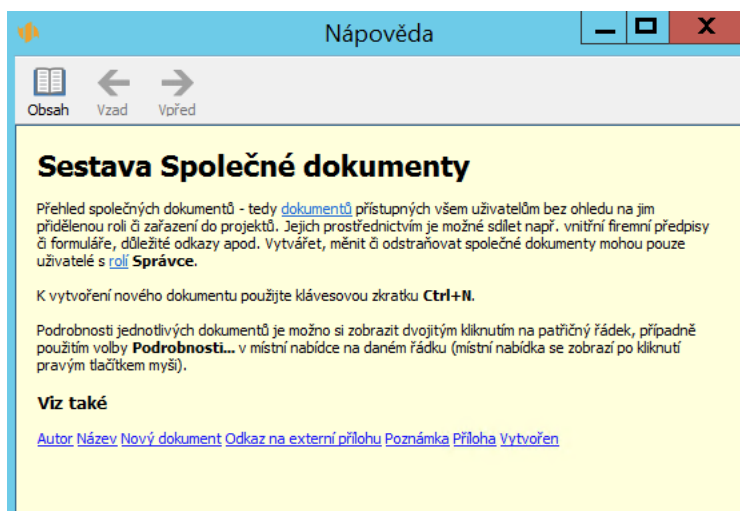 Nápověda
Obsah Vzad Vpřed
Sestava Společné dokumenty
Přehled společných dokumentů - tedy dokumentů přístupných všem uživatelům bez ohledu na jim
přidělenou roli či zařazení do projektů. Jejich prostřednictvím je možné sdílet např. vnitřní firemní předpisy
či formuláře, důležité odkazy apod. Vytvářet, měnit či odstraňovat společné dokumenty mohou pouze
uživatelé s rolí Správce.
K vytvoření nového dokumentu použijte klávesovou zkratku Ctrl+N.
Podrobnosti jednotlivých dokumentů je možno si zobrazit dvojitým kliknutím na patřičný řádek, případně
použitím volby Podrobnosti... v místní nabídce na daném řádku (místní nabídka se zobrazí po kliknutí
pravým tlačítkem myši).
Viz také
Autor Název Nový dokument Odkaz na externí přílohu Poznámka Příloha Vytvořen